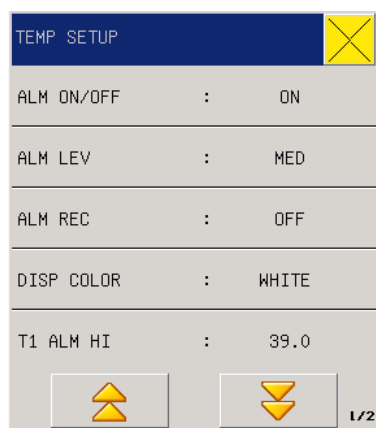 TEMP SETUP
ALM ON/OFF : ON
ALM LEV : MED
ALM REC : OFF
DISP COLOR : WHITE
T1 ALM HI : 39.0
1/2